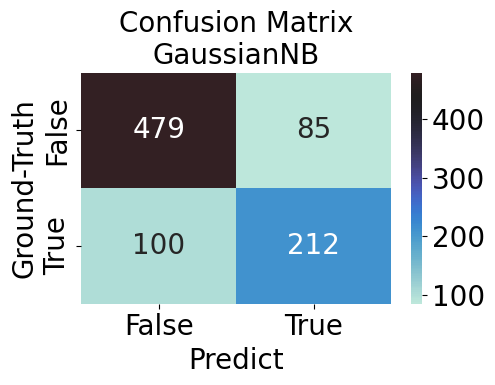 Confusion Matrix
GaussianNB
Ground-Truth
False
True
479
85
100
212
False
True
Predict
400
300
200
100